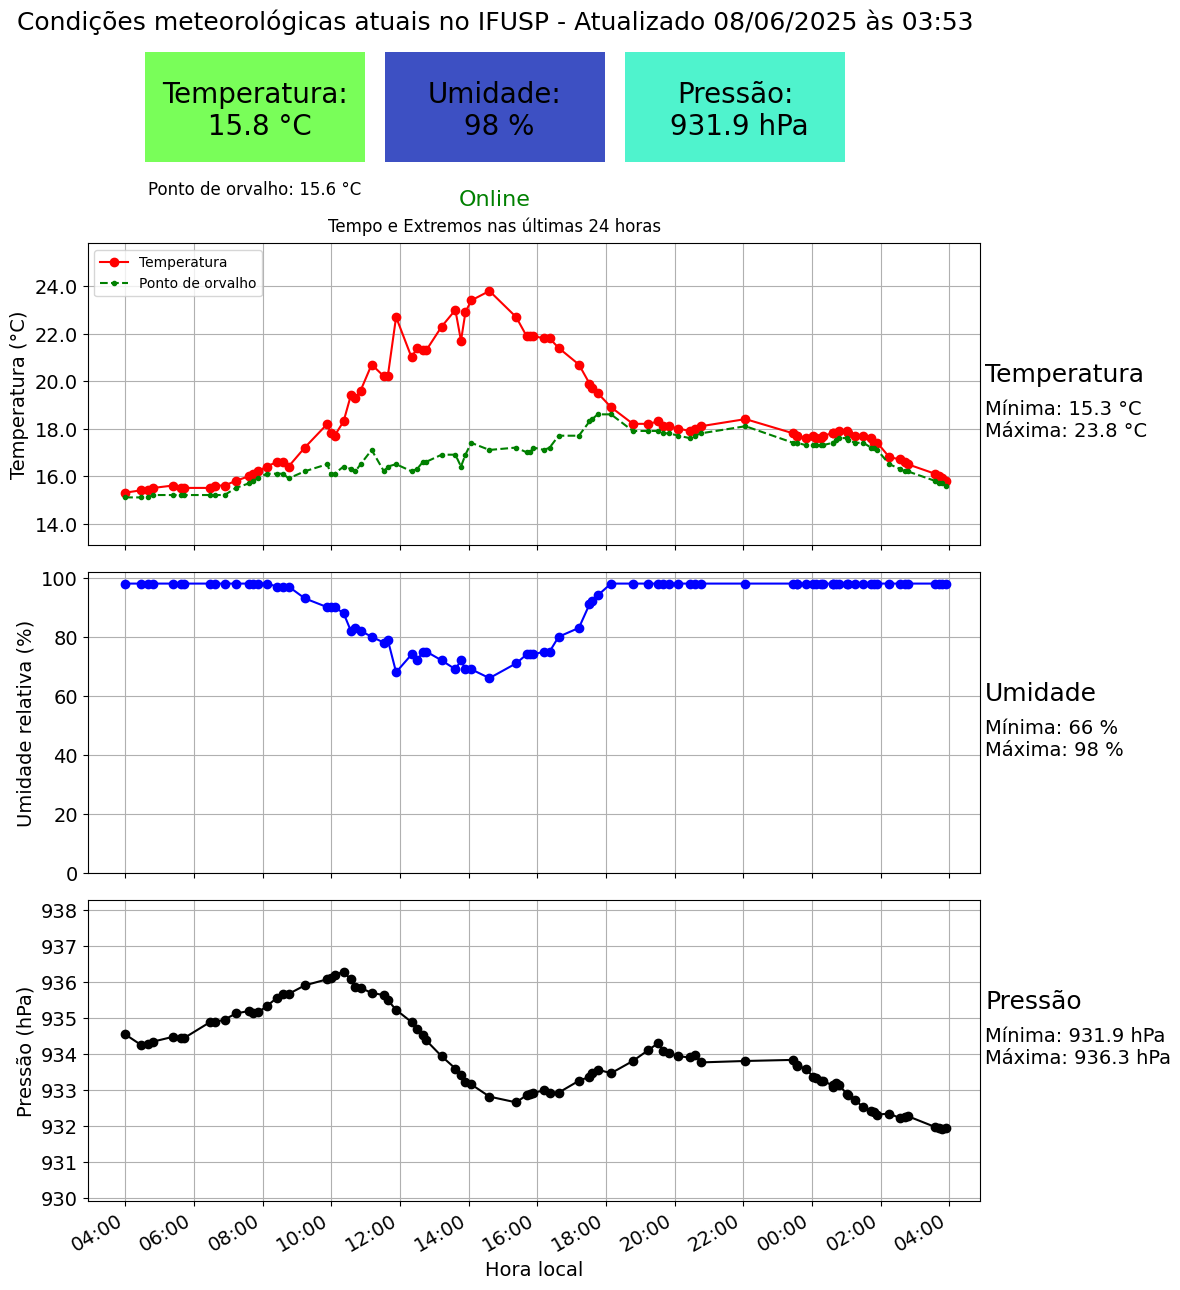 Condições meteorológicas atuais no IFUSP - Atualizado 08/06/2025 às 03:53
Temperatura:
15.8 °C
Umidade:
98 %
Pressão:
931.9 hPa
Ponto de orvalho: 15.6 °C
Online
Tempo e Extremos nas últimas 24 horas
Temperatura
Ponto de orvalho
Temperatura (°C)
24.0
22.0
20.0
18.0
16.0
14.0
Temperatura
Mínima: 15.3 °C
Máxima: 23.8 °C
Umidade relativa (%)
100
80
60
40
20
0
Umidade
Mínima: 66 %
Máxima: 98 %
Pressão (hPa)
938
937
936
935
934
933
932
931
930
Pressão
Mínima: 931.9 hPa
Máxima: 936.3 hPa
04:00
06:00
08:00
10:00
12:00
14:00
16:00
18:00
20:00
22:00
00:00
02:00
04:00
Hora local